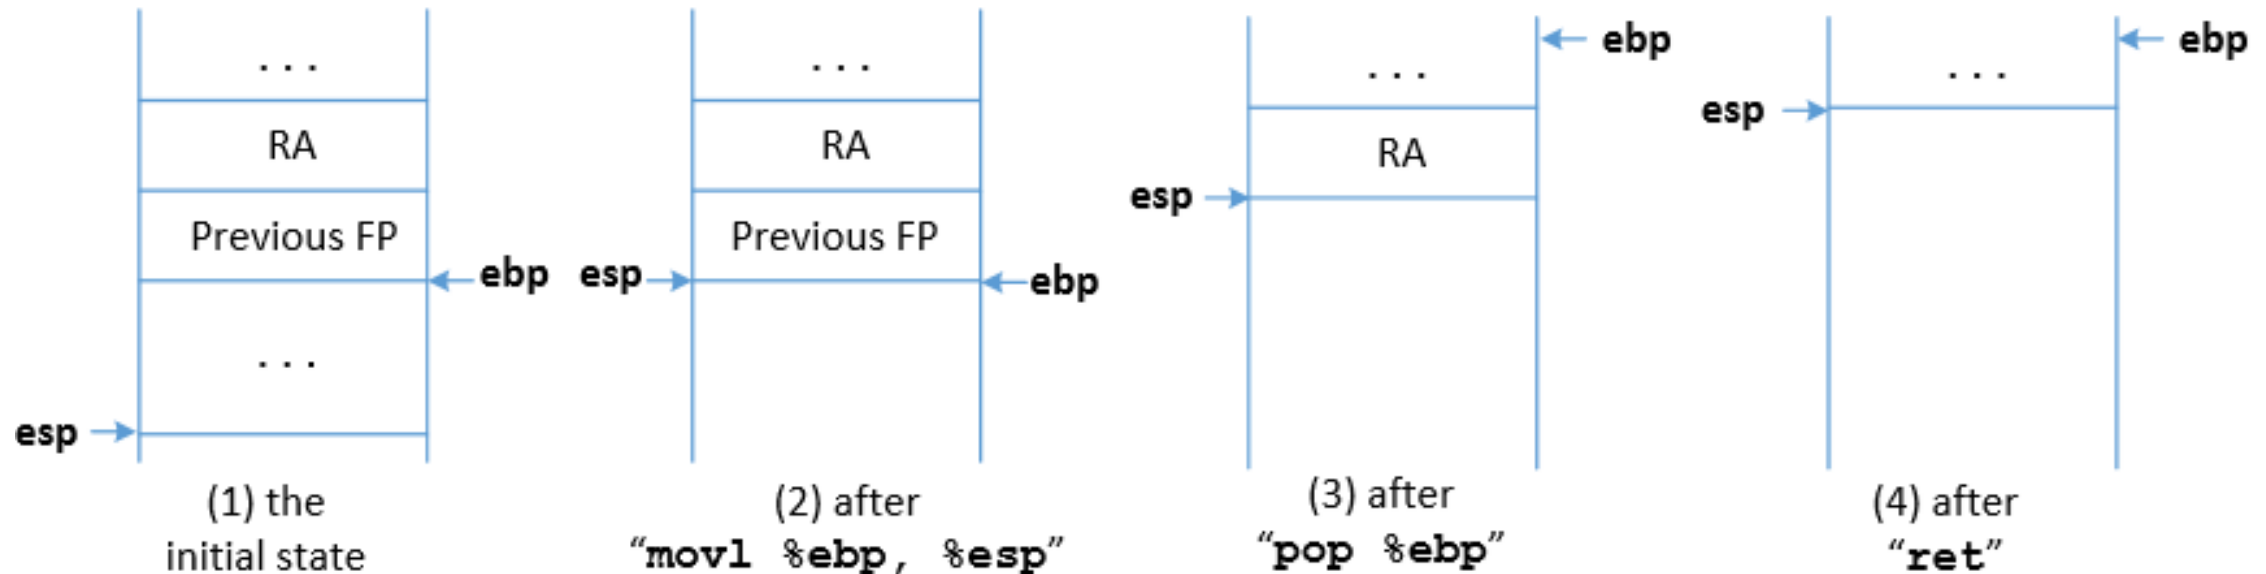 . . .
RA
Previous FP
ebp
. . .
esp
(1) the
initial state
. . .
RA
Previous FP
esp
ebp
(2) after
“movl %ebp, %esp”
ebp
. . .
RA
esp
(3) after
“pop %ebp”
ebp
. . .
esp
(4) after
“ret”